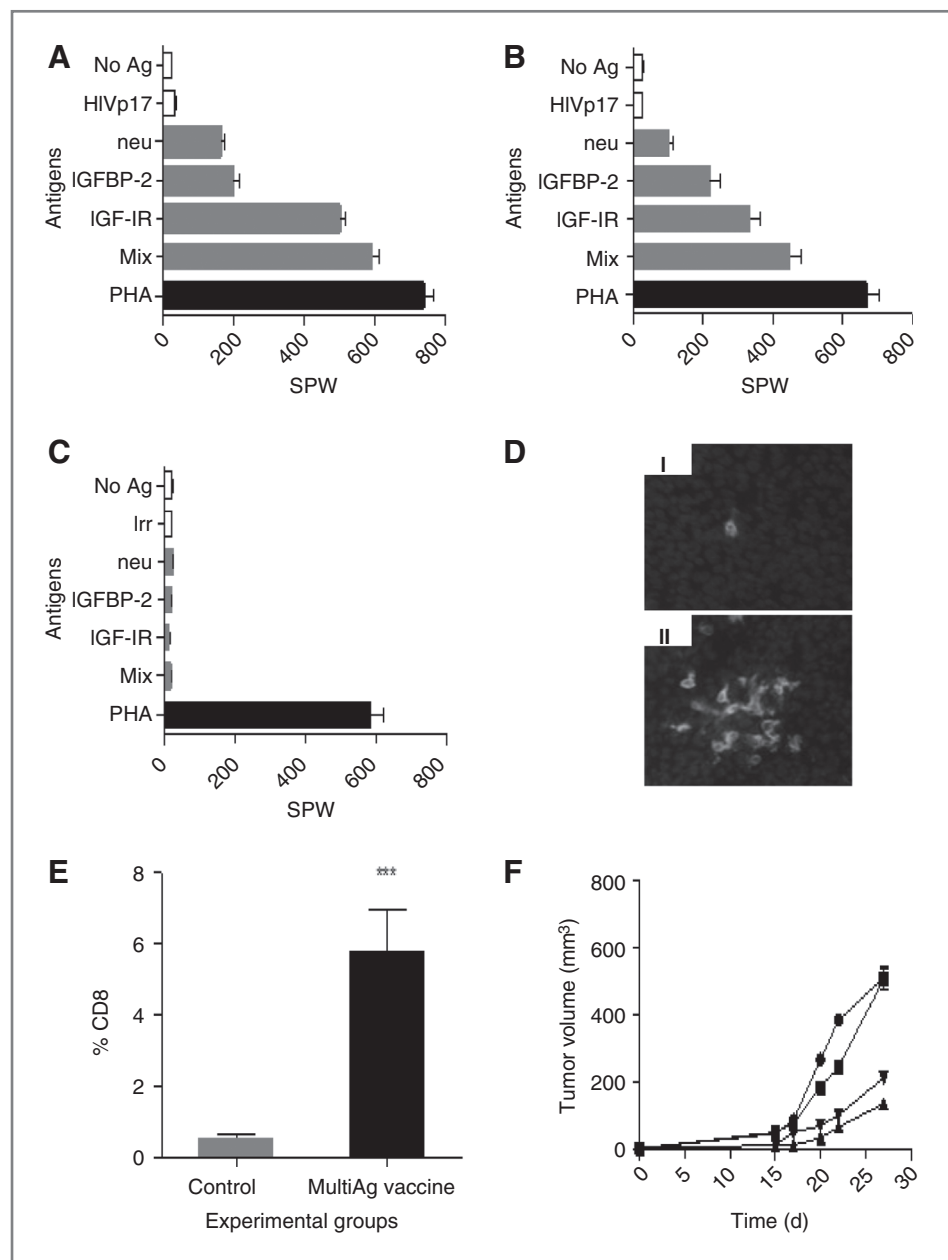 A
No Ag
HIVp17
neu
IGFBP-2
IGF-IR
Mix
PHA
Antigens
0 200 400 600 800
SPW
B
No Ag
HIVp17
neu
IGFBP-2
IGF-IR
Mix
PHA
Antigens
0 200 400 600 800
SPW
C
No Ag
Irr
neu
IGFBP-2
IGF-IR
Mix
PHA
Antigens
0 200 400 600 800
SPW
D
I
II
E
8
6
4
2
0
% CD8
***
Control MultiAg vaccine
Experimental groups
F
800
600
400
200
0
Tumor volume (mm³)
0 5 10 15 20 25 30
Time (d)